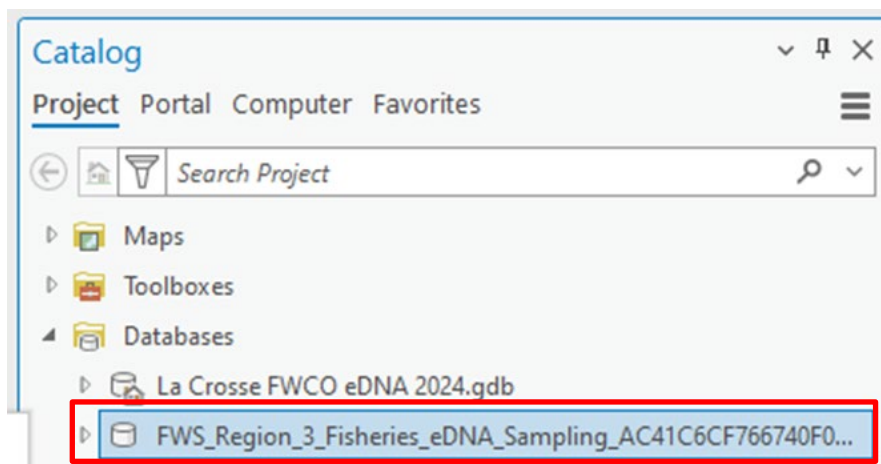 Catalog
Project Portal Computer Favorites
Search Project
Maps
Toolboxes
Databases
La Crosse FWCO eDNA 2024.gdb
FWS_Region_3_Fisheries_eDNA_Sampling_AC41C6CF766740F0...